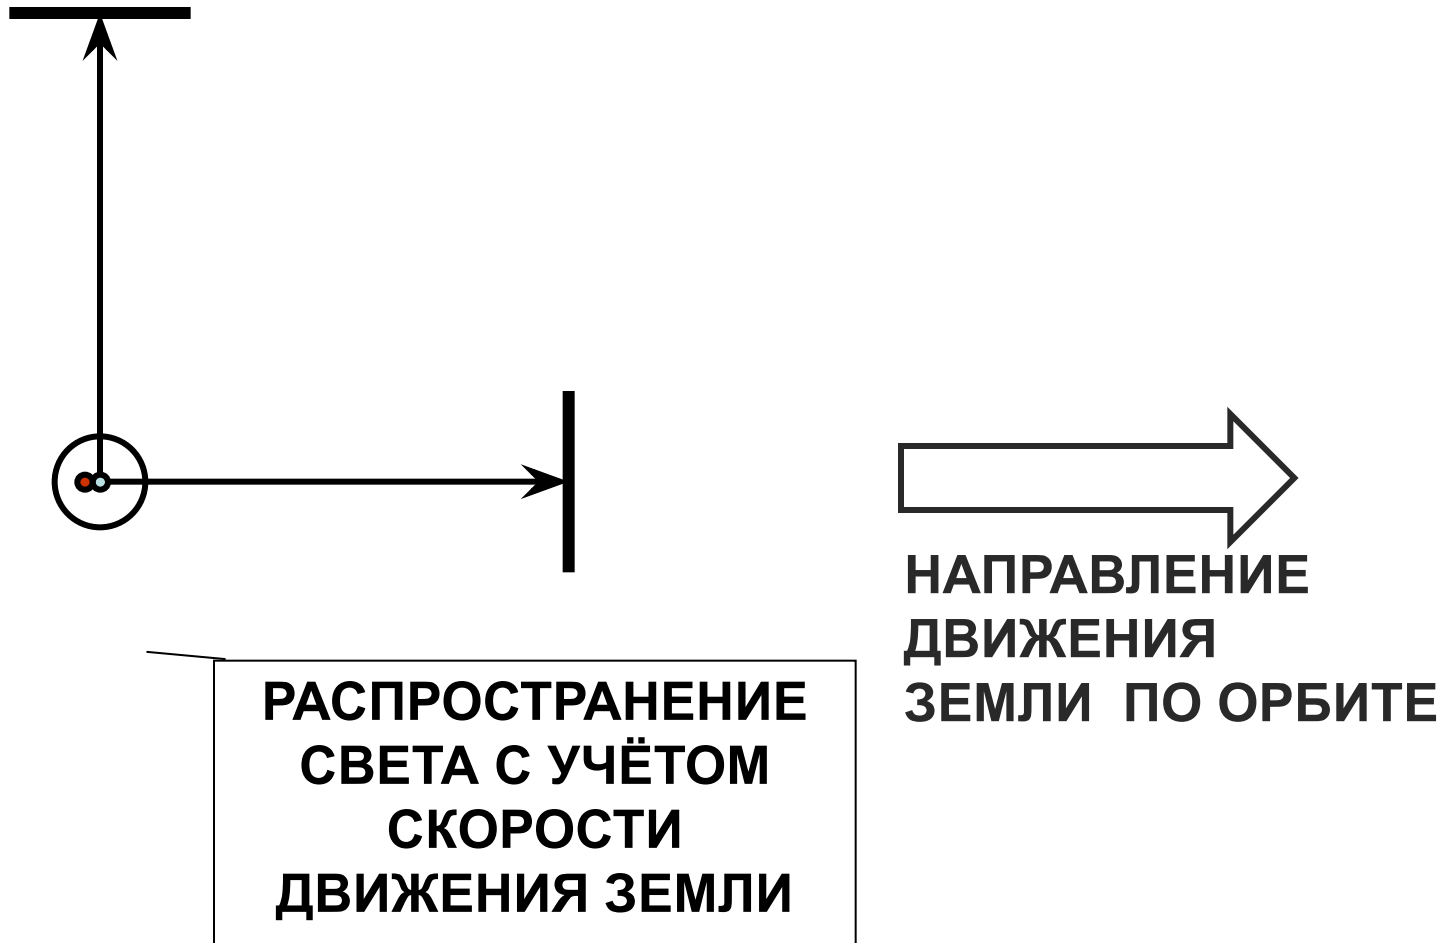 НАПРАВЛЕНИЕ
ДВИЖЕНИЯ
ЗЕМЛИ ПО ОРБИТЕ
РАСПРОСТРАНЕНИЕ
СВЕТА С УЧЁТОМ
СКОРОСТИ
ДВИЖЕНИЯ ЗЕМЛИ